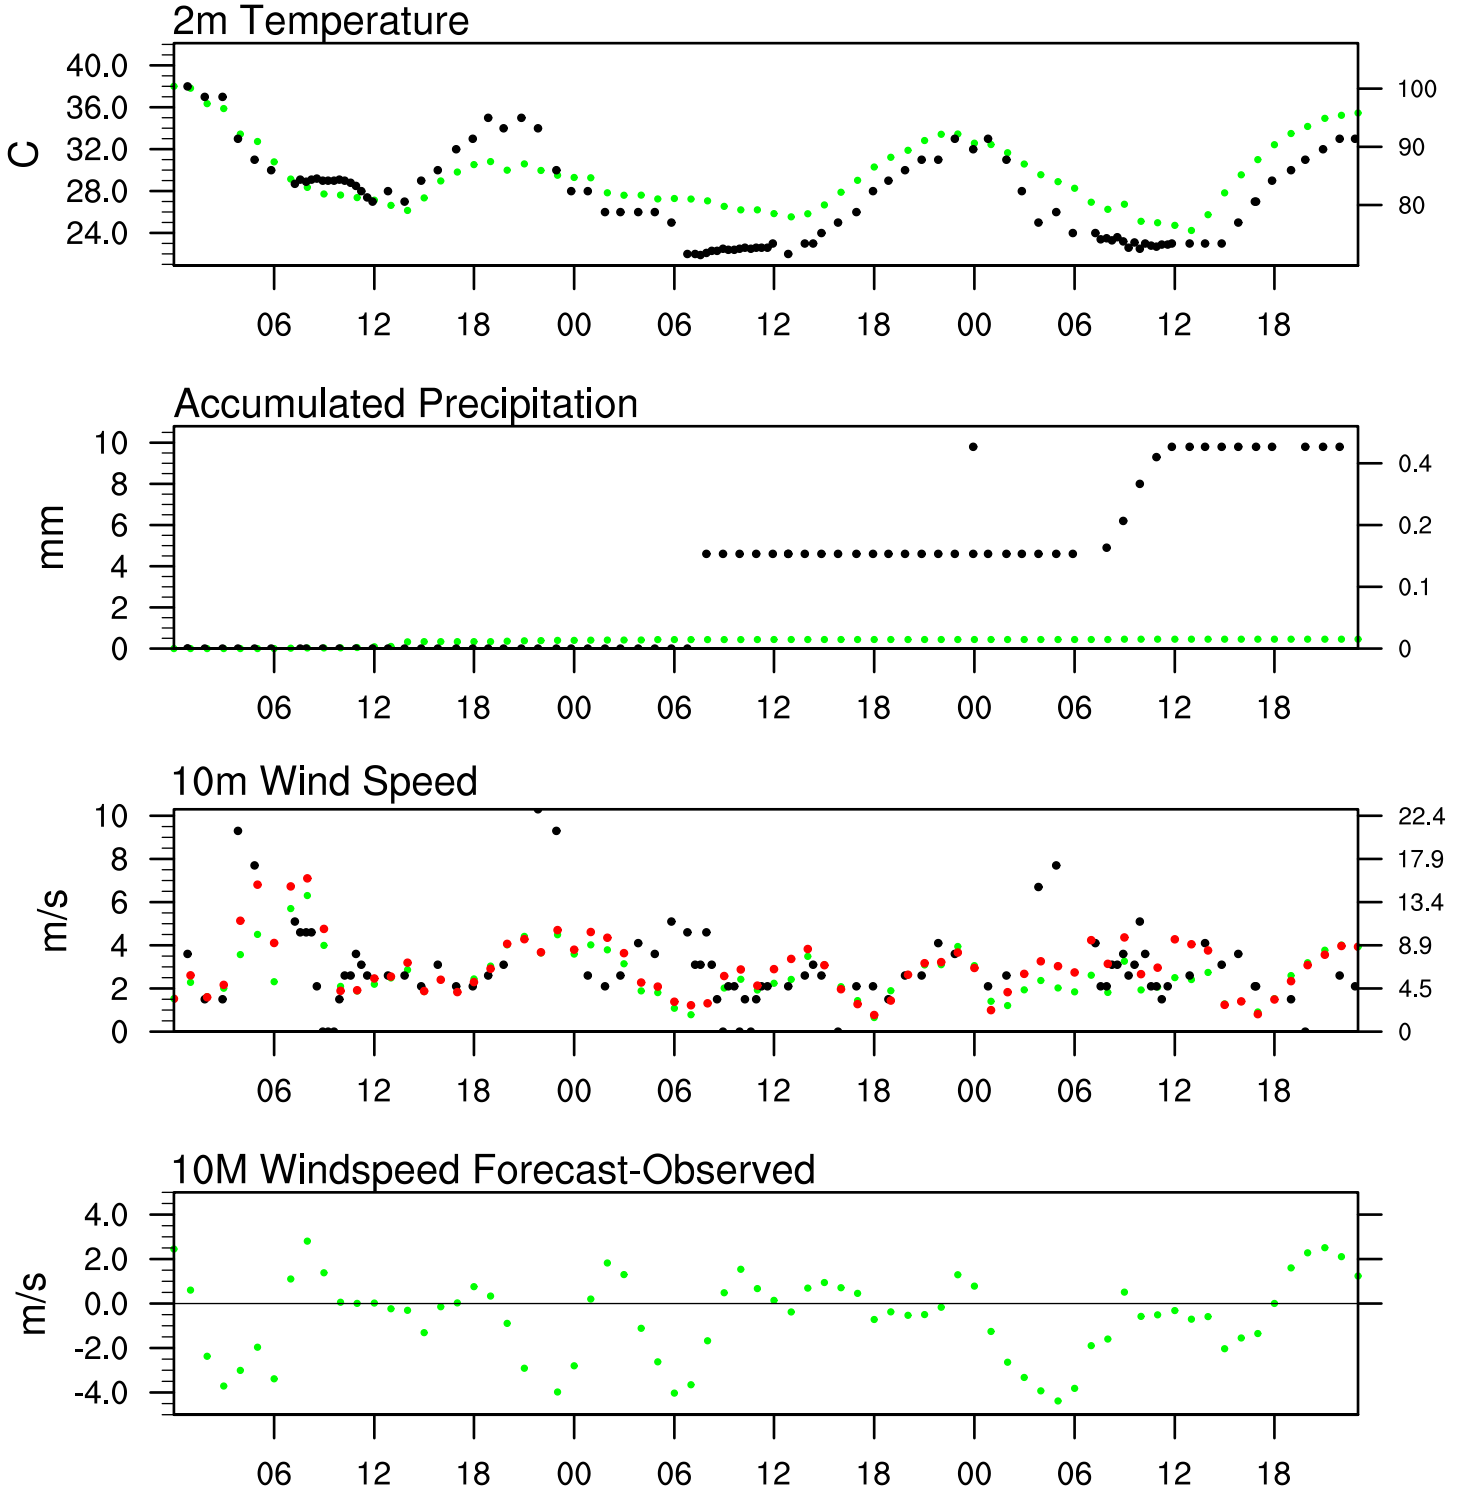 2m Temperature
40.0
36.0
32.0
28.0
24.0
C
100
90
80
06 12 18 00 06 12 18 00 06 12 18
Accumulated Precipitation
10
8
6
4
2
0
mm
0.4
0.2
0.1
0
06 12 18 00 06 12 18 00 06 12 18
10m Wind Speed
10
8
6
4
2
0
m/s
22.4
17.9
13.4
8.9
4.5
0
06 12 18 00 06 12 18 00 06 12 18
10M Windspeed Forecast-Observed
4.0
2.0
0.0
-2.0
-4.0
m/s
06 12 18 00 06 12 18 00 06 12 18